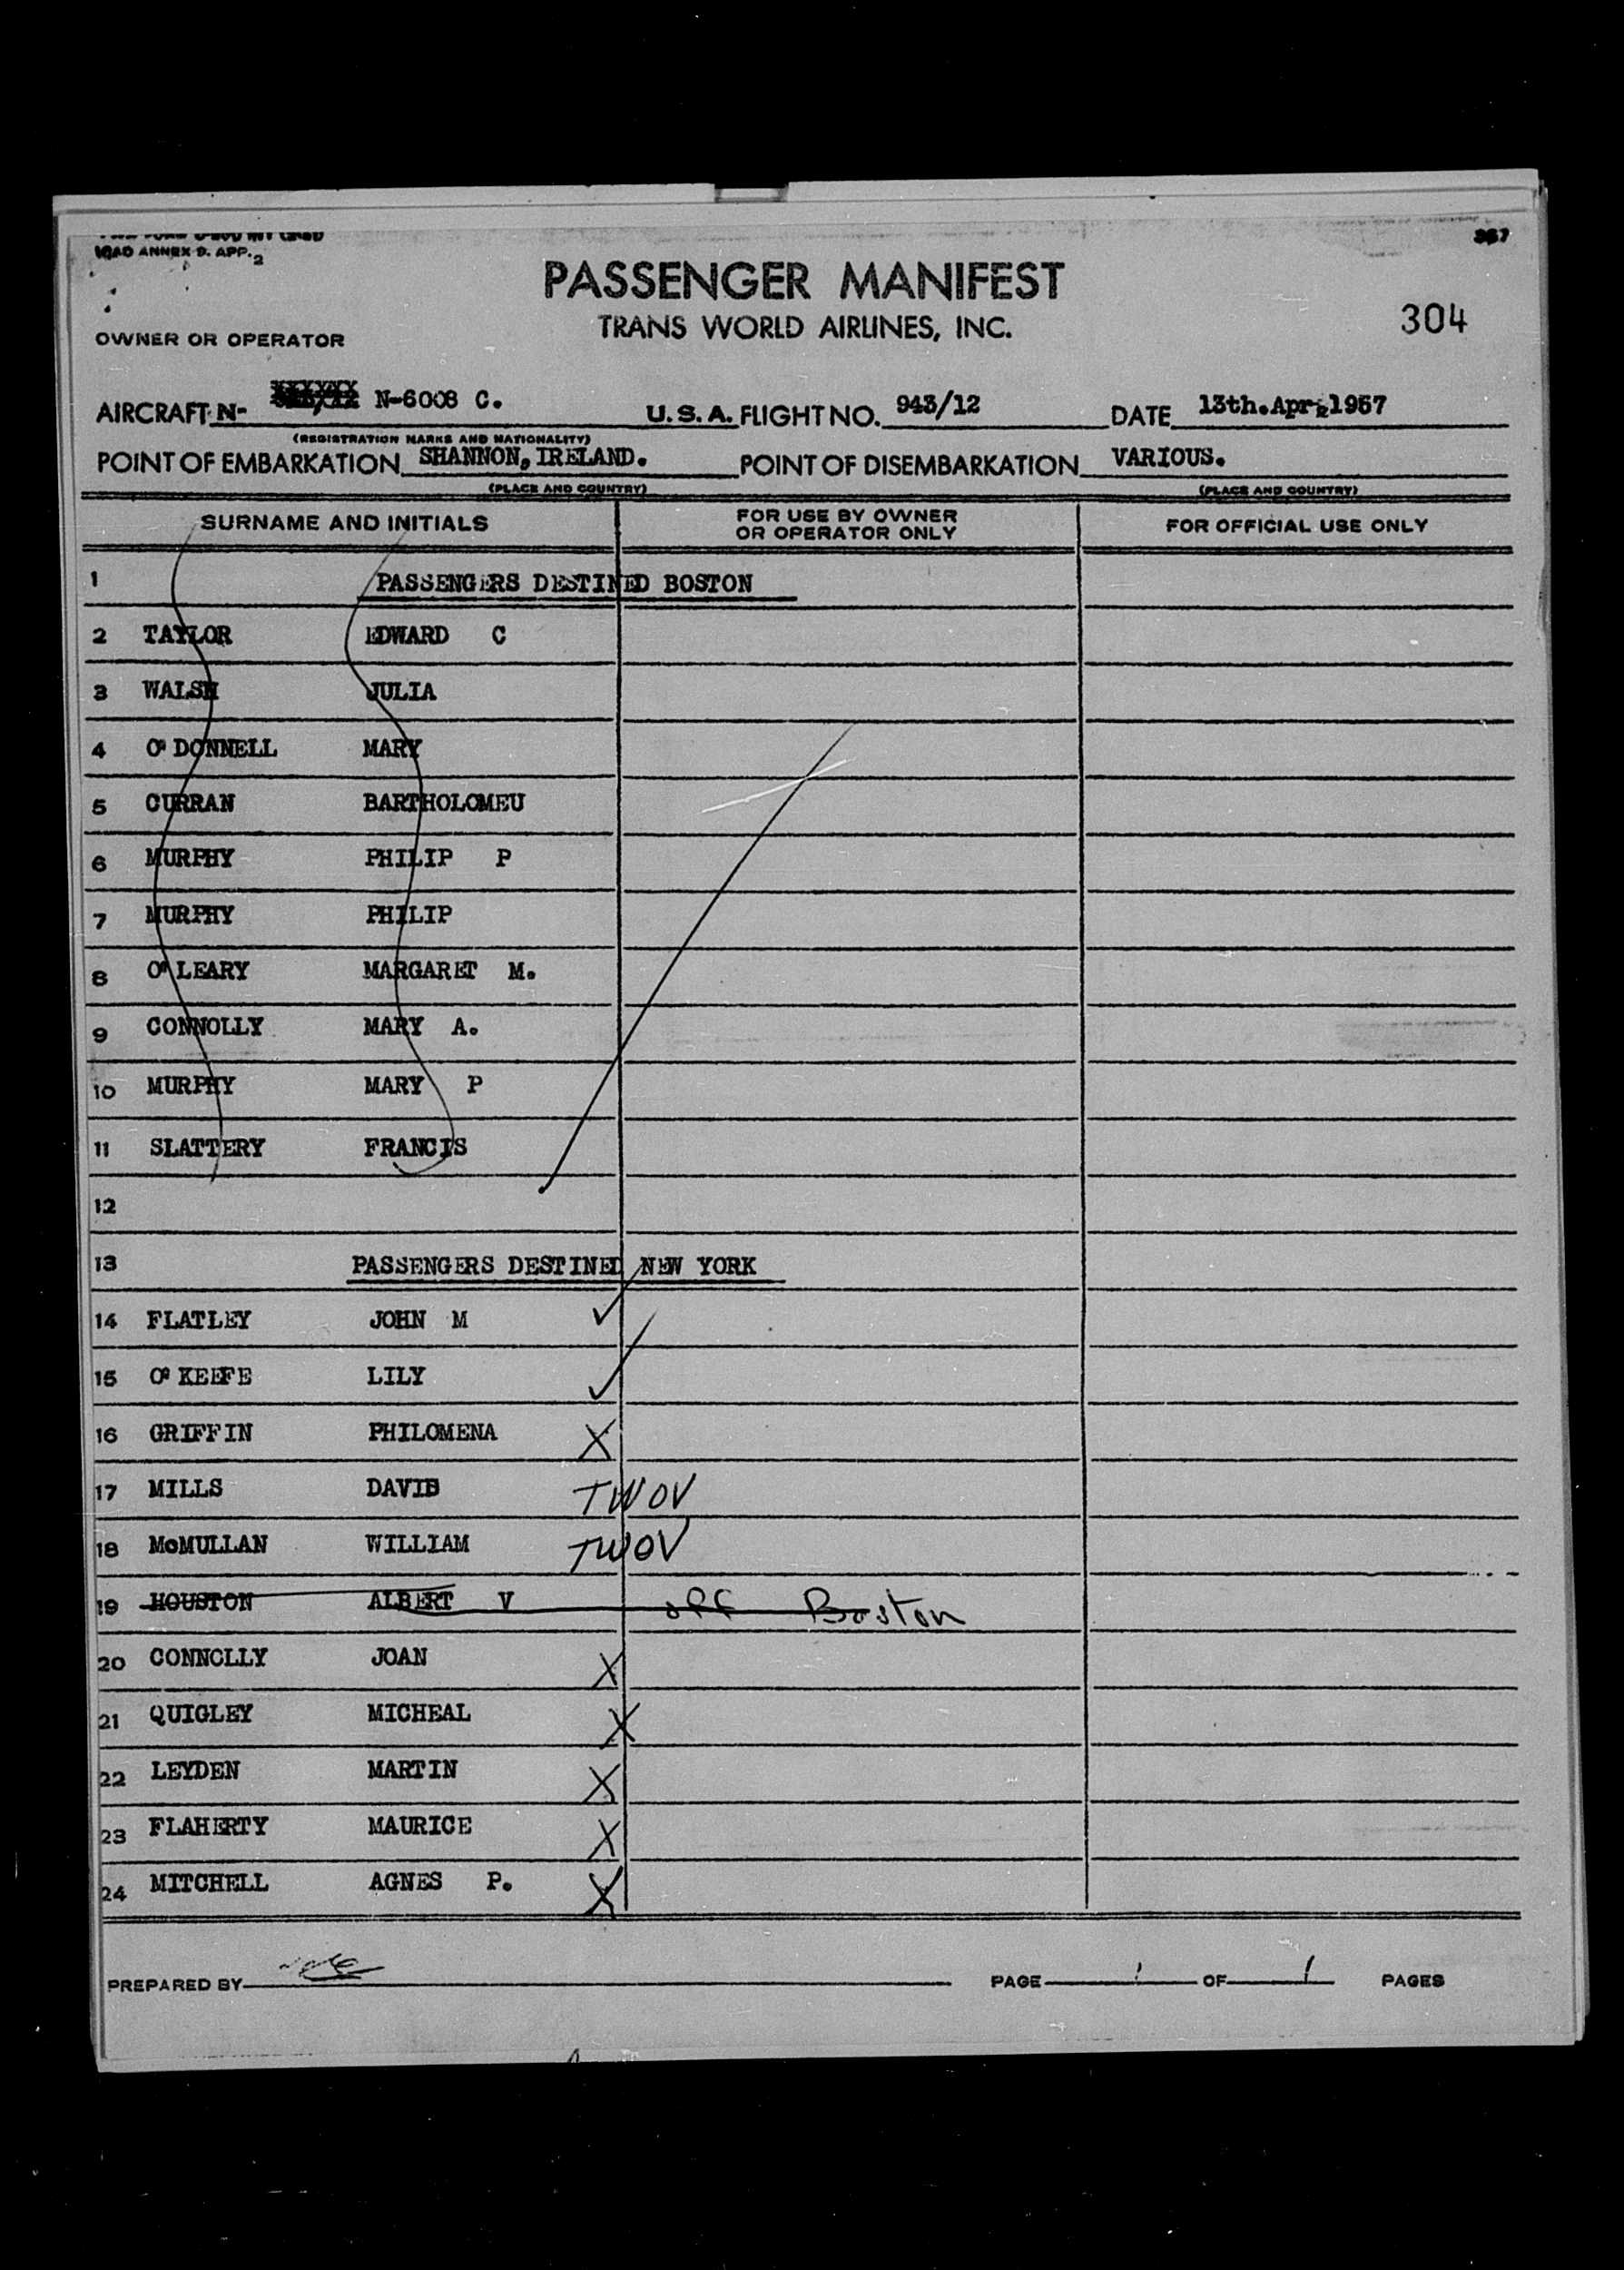 ICAO ANNEX 9. APP. 2
367
PASSENGER MANIFEST
TRANS WORLD AIRLINES, INC.
304
OWNER OR OPERATOR
AIRCRAFT N- N-6008 C. U.S.A. FLIGHT NO. 943/12 DATE 13th. Apr., 1957
(REGISTRATION MARKS AND NATIONALITY)
POINT OF EMBARKATION SHANNON, IRELAND. POINT OF DISEMBARKATION VARIOUS.
(PLACE AND COUNTRY) (PLACE AND COUNTRY)
SURNAME AND INITIALS FOR USE BY OWNER OR OPERATOR ONLY FOR OFFICIAL USE ONLY
1 PASSENGERS DESTINED BOSTON
2 TAYLOR EDWARD C
3 WALSH JULIA
4 O'DONNELL MARY
5 CURRAN BARTHOLOMEU
6 MURPHY PHILIP P
7 MURPHY PHILIP
8 O'LEARY MARGARET M.
9 CONNOLLY MARY A.
10 MURPHY MARY P
11 SLATTERY FRANCIS
12
13 PASSENGERS DESTINED NEW YORK
14 FLATLEY JOHN M ✓
15 O'KEEFE LILY ✓
16 GRIFFIN PHILOMENA X
17 MILLS DAVID TWOV
18 McMULLAN WILLIAM TWOV
19 HOUSTON ALBERT V off Boston
20 CONNOLLY JOAN X
21 QUIGLEY MICHEAL X
22 LEYDEN MARTIN X
23 FLAHERTY MAURICE X
24 MITCHELL AGNES P. X
PREPARED BY PAGE 1 OF 1 PAGES